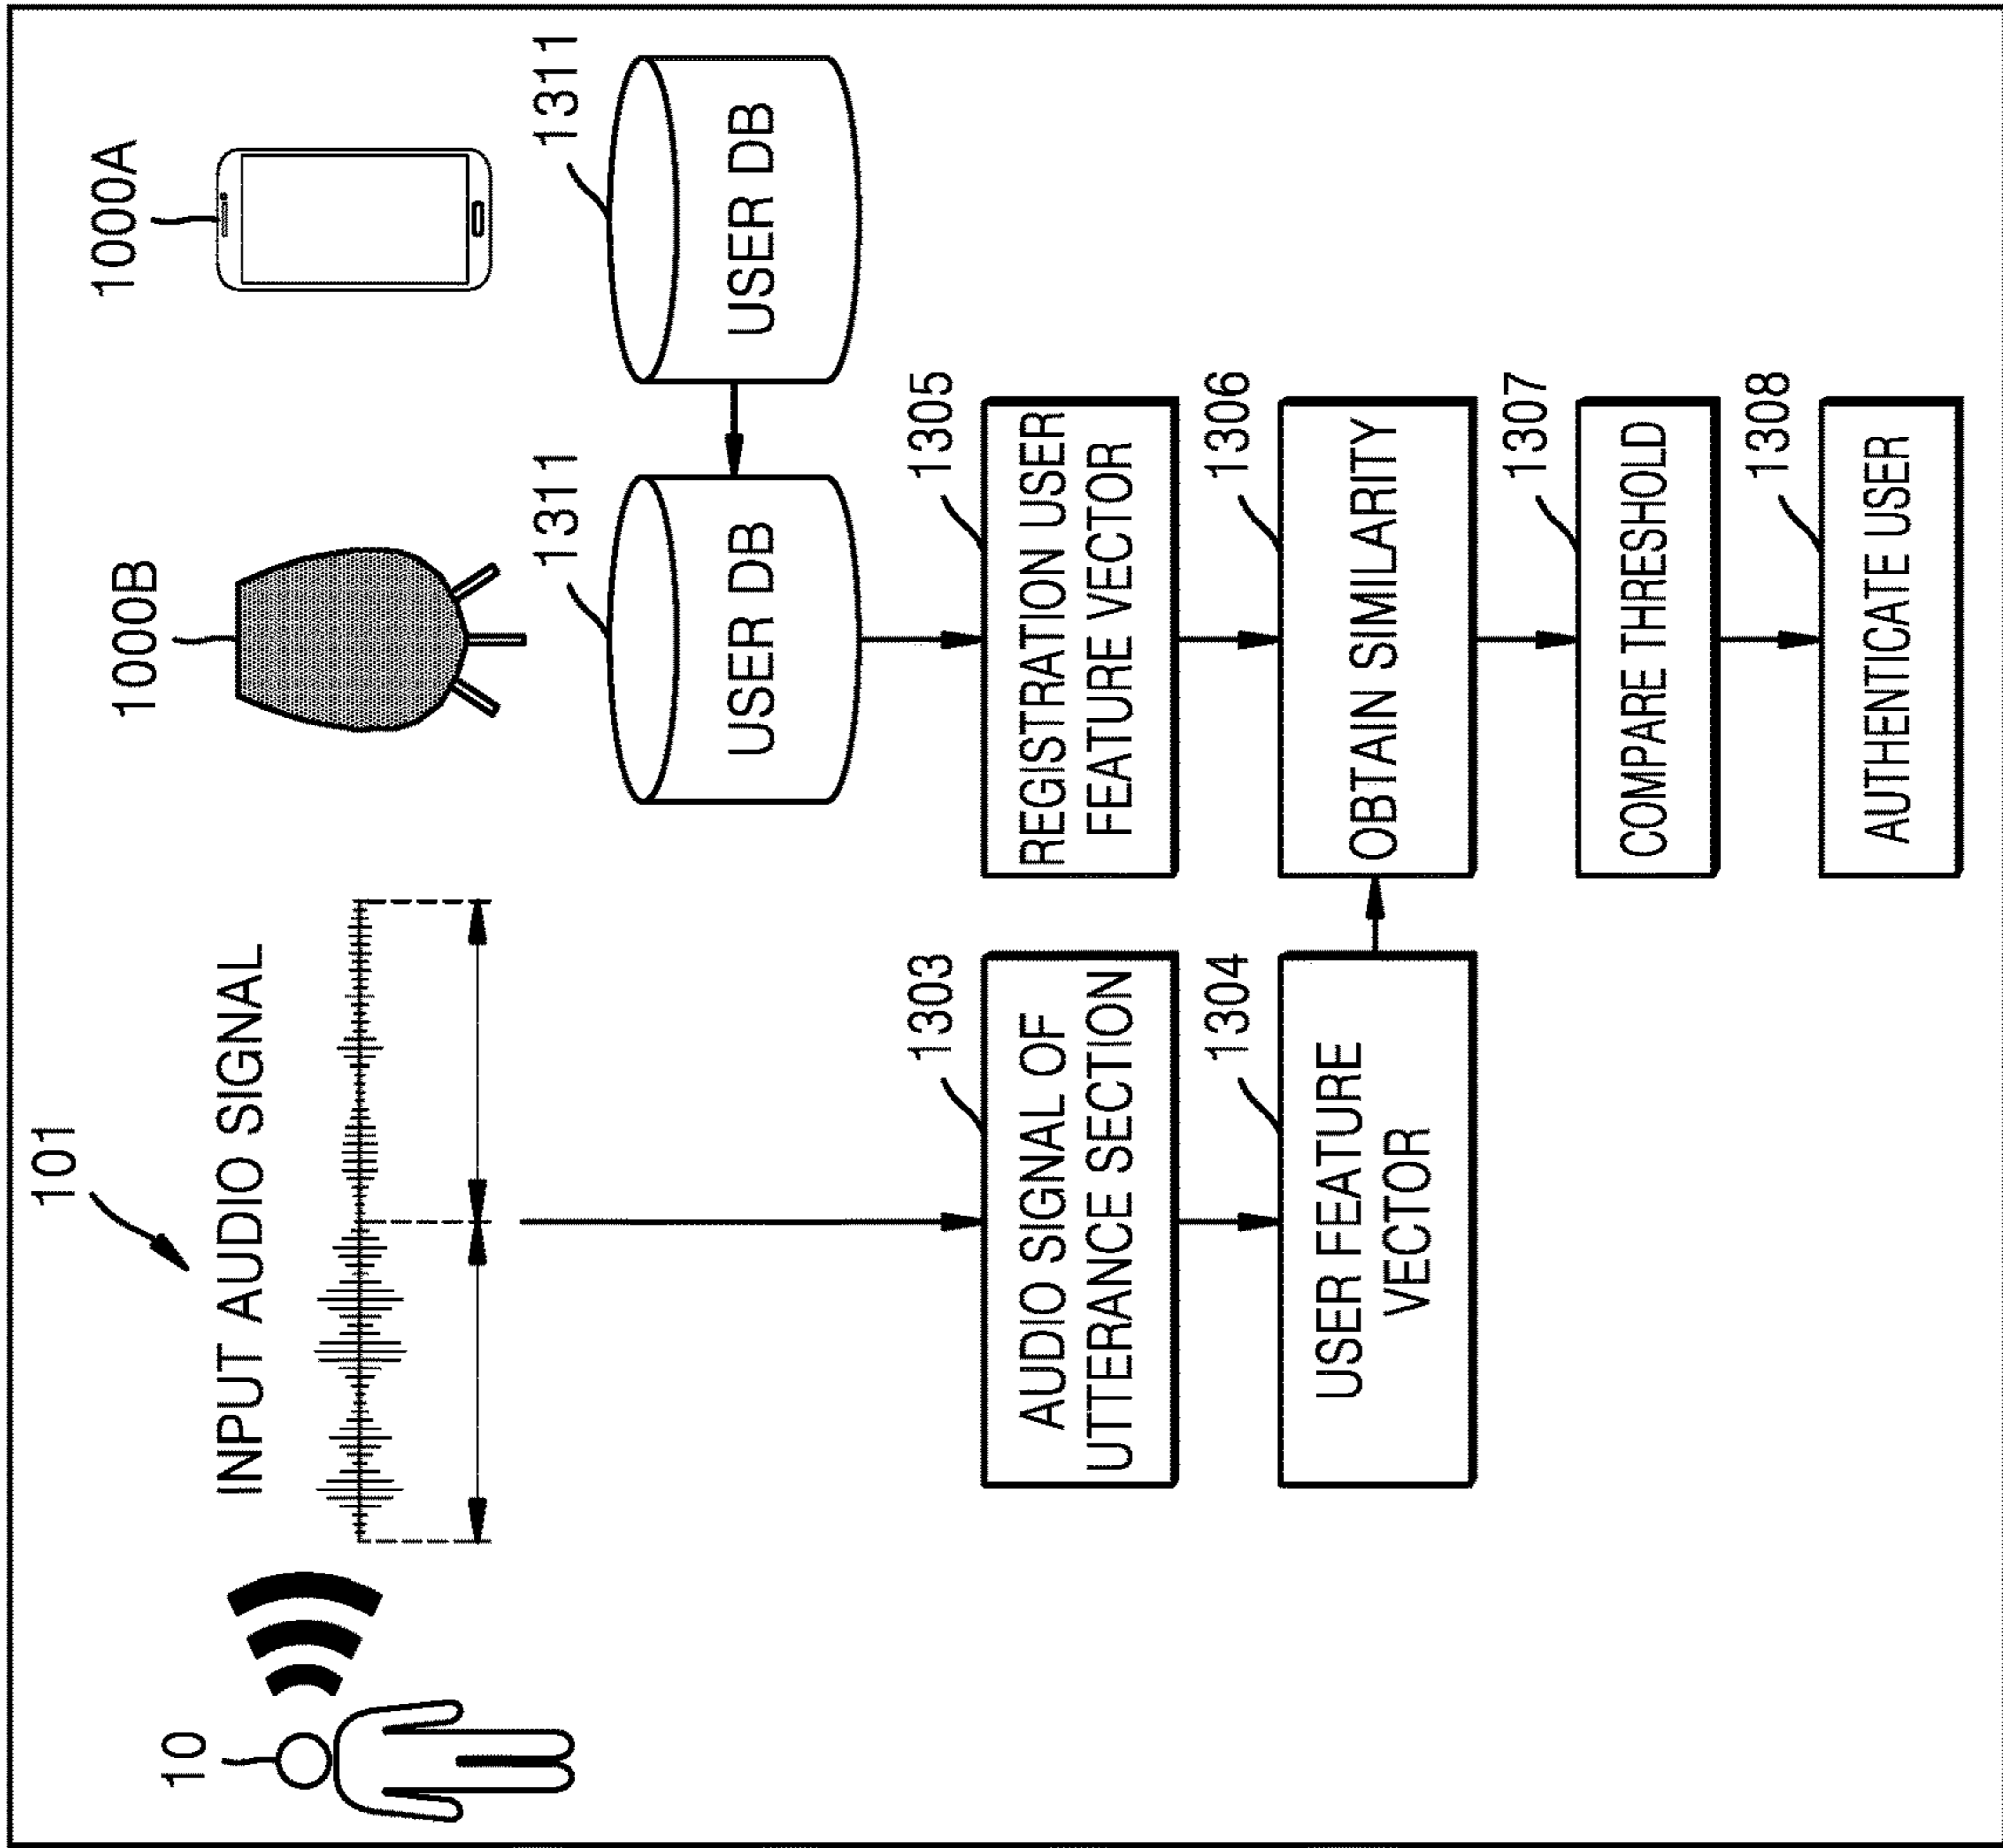 101
INPUT AUDIO SIGNAL
10
1000B
1000A
1311
USER DB
1311
USER DB
1303
AUDIO SIGNAL OF
UTTERANCE SECTION
1305
REGISTRATION USER
FEATURE VECTOR
1304
USER FEATURE
VECTOR
1306
OBTAIN SIMILARITY
1307
COMPARE THRESHOLD
1308
AUTHENTICATE USER